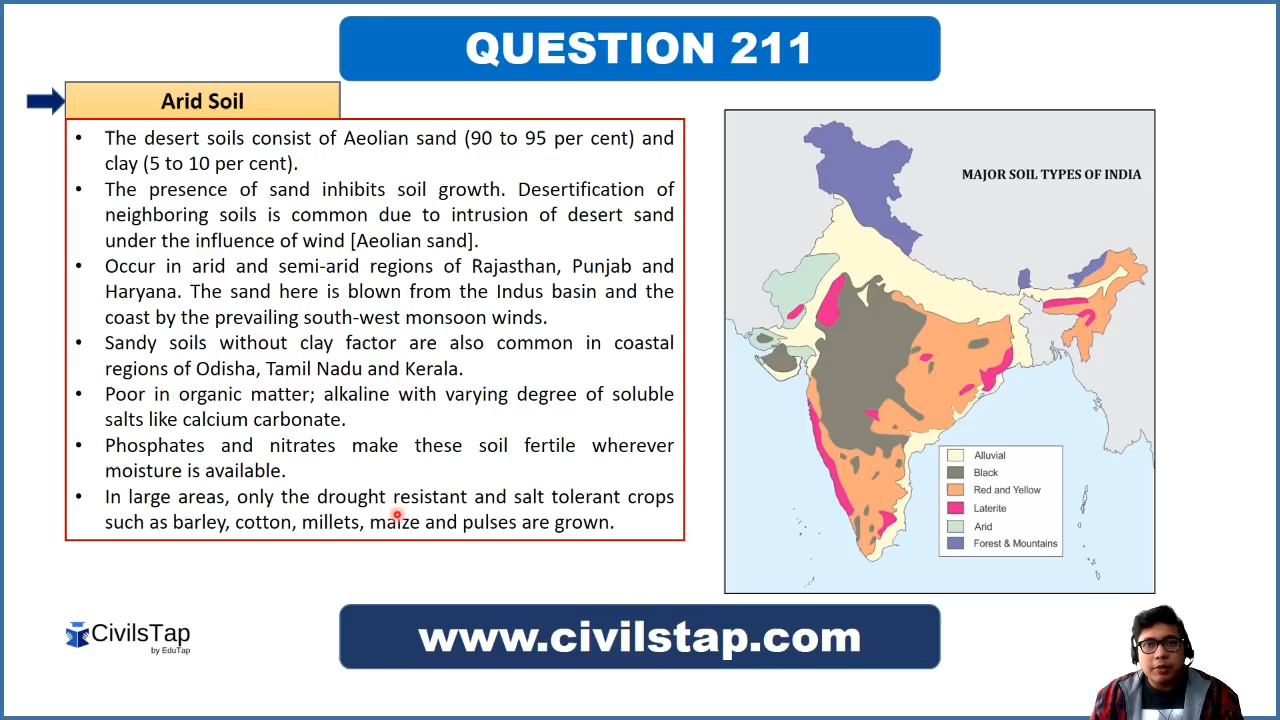 QUESTION 211
Arid Soil
• The desert soils consist of Aeolian sand (90 to 95 per cent) and
clay (5 to 10 per cent).
• The presence of sand inhibits soil growth. Desertification of
neighboring soils is common due to intrusion of desert sand
under the influence of wind [Aeolian sand].
• Occur in arid and semi-arid regions of Rajasthan, Punjab and
Haryana. The sand here is blown from the Indus basin and the
coast by the prevailing south-west monsoon winds.
• Sandy soils without clay factor are also common in coastal
regions of Odisha, Tamil Nadu and Kerala.
• Poor in organic matter; alkaline with varying degree of soluble
salts like calcium carbonate.
• Phosphates and nitrates make these soil fertile wherever
moisture is available.
• In large areas, only the drought resistant and salt tolerant crops
such as barley, cotton, millets, maize and pulses are grown.
MAJOR SOIL TYPES OF INDIA
Alluvial
Black
Red and Yellow
Laterite
Arid
Forest & Mountains
CivilsTap
by EduTap
www.civilstap.com